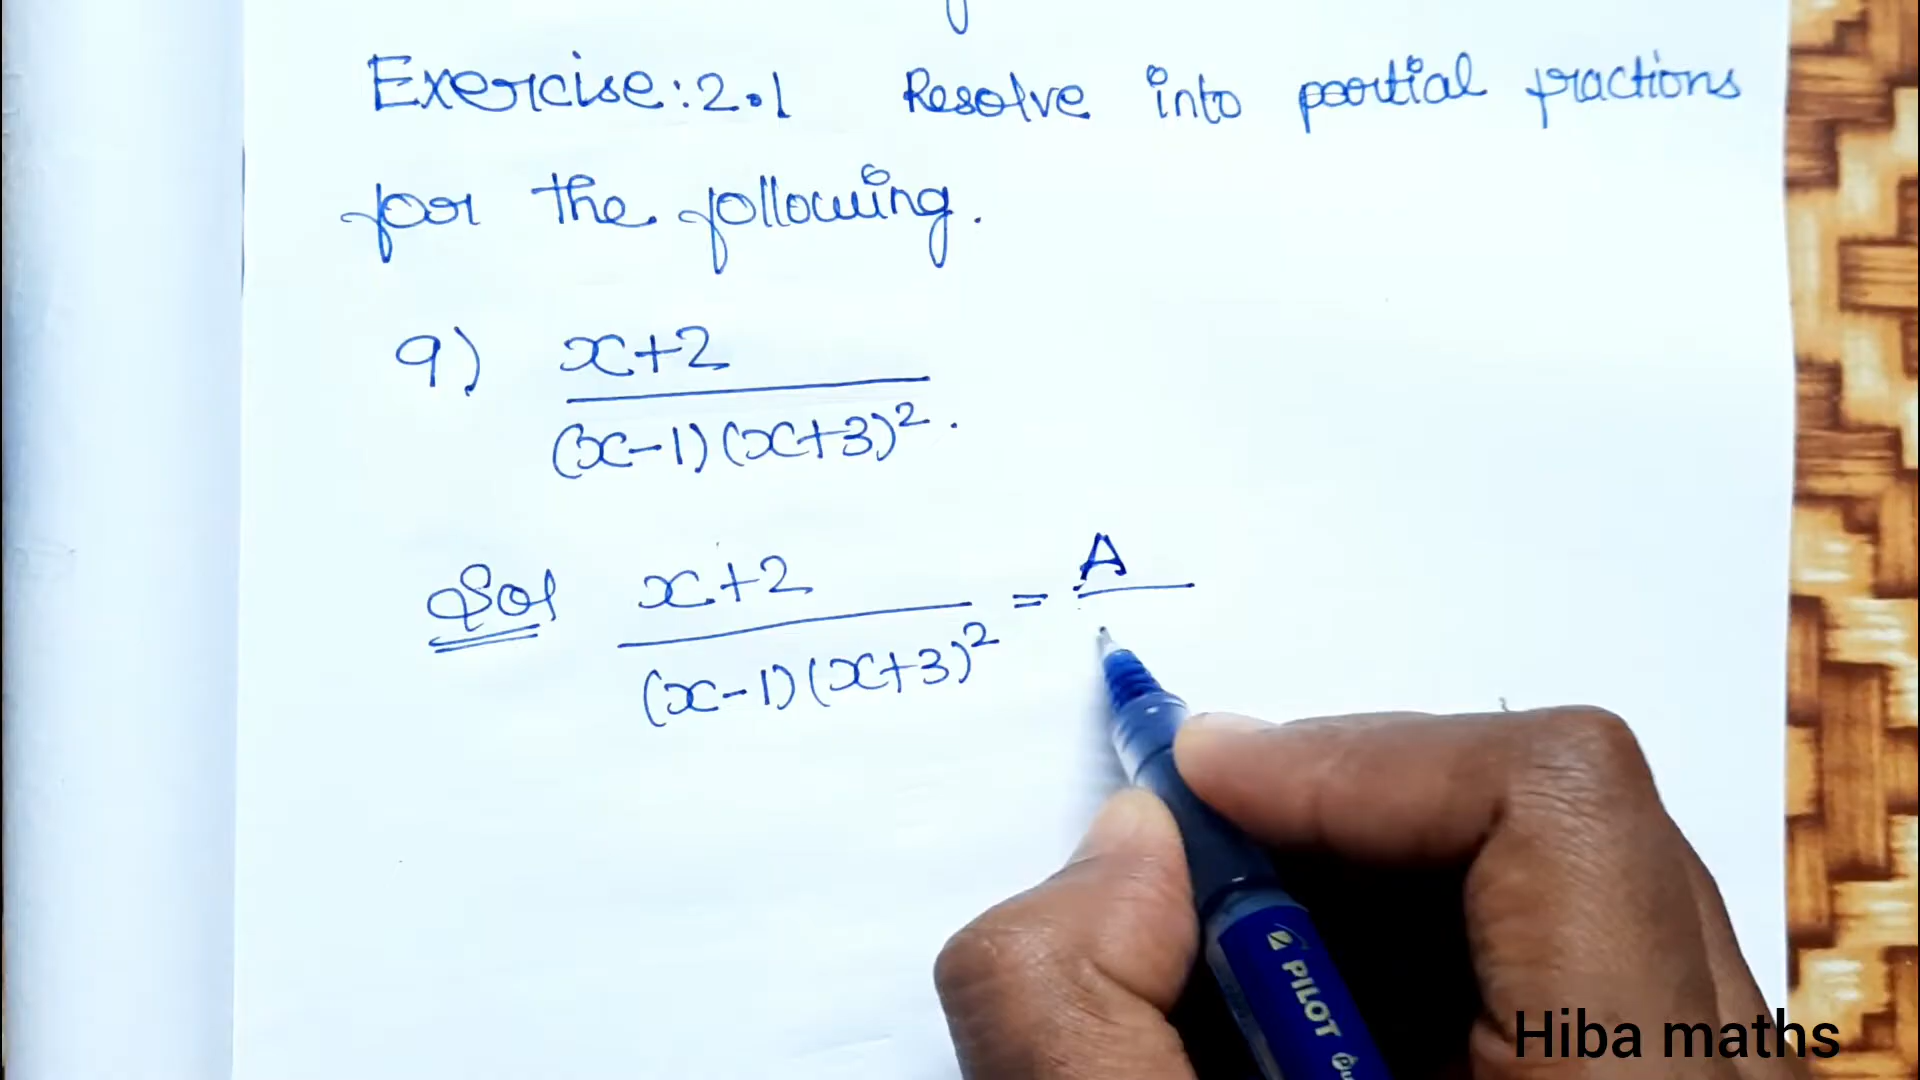 Exercise:2.1 Resolve into partial fractions
for the following.
9) x+2
(x-1)(x+3)².
Sol x+2 = A
(x-1)(x+3)²
PILOT
Hiba maths